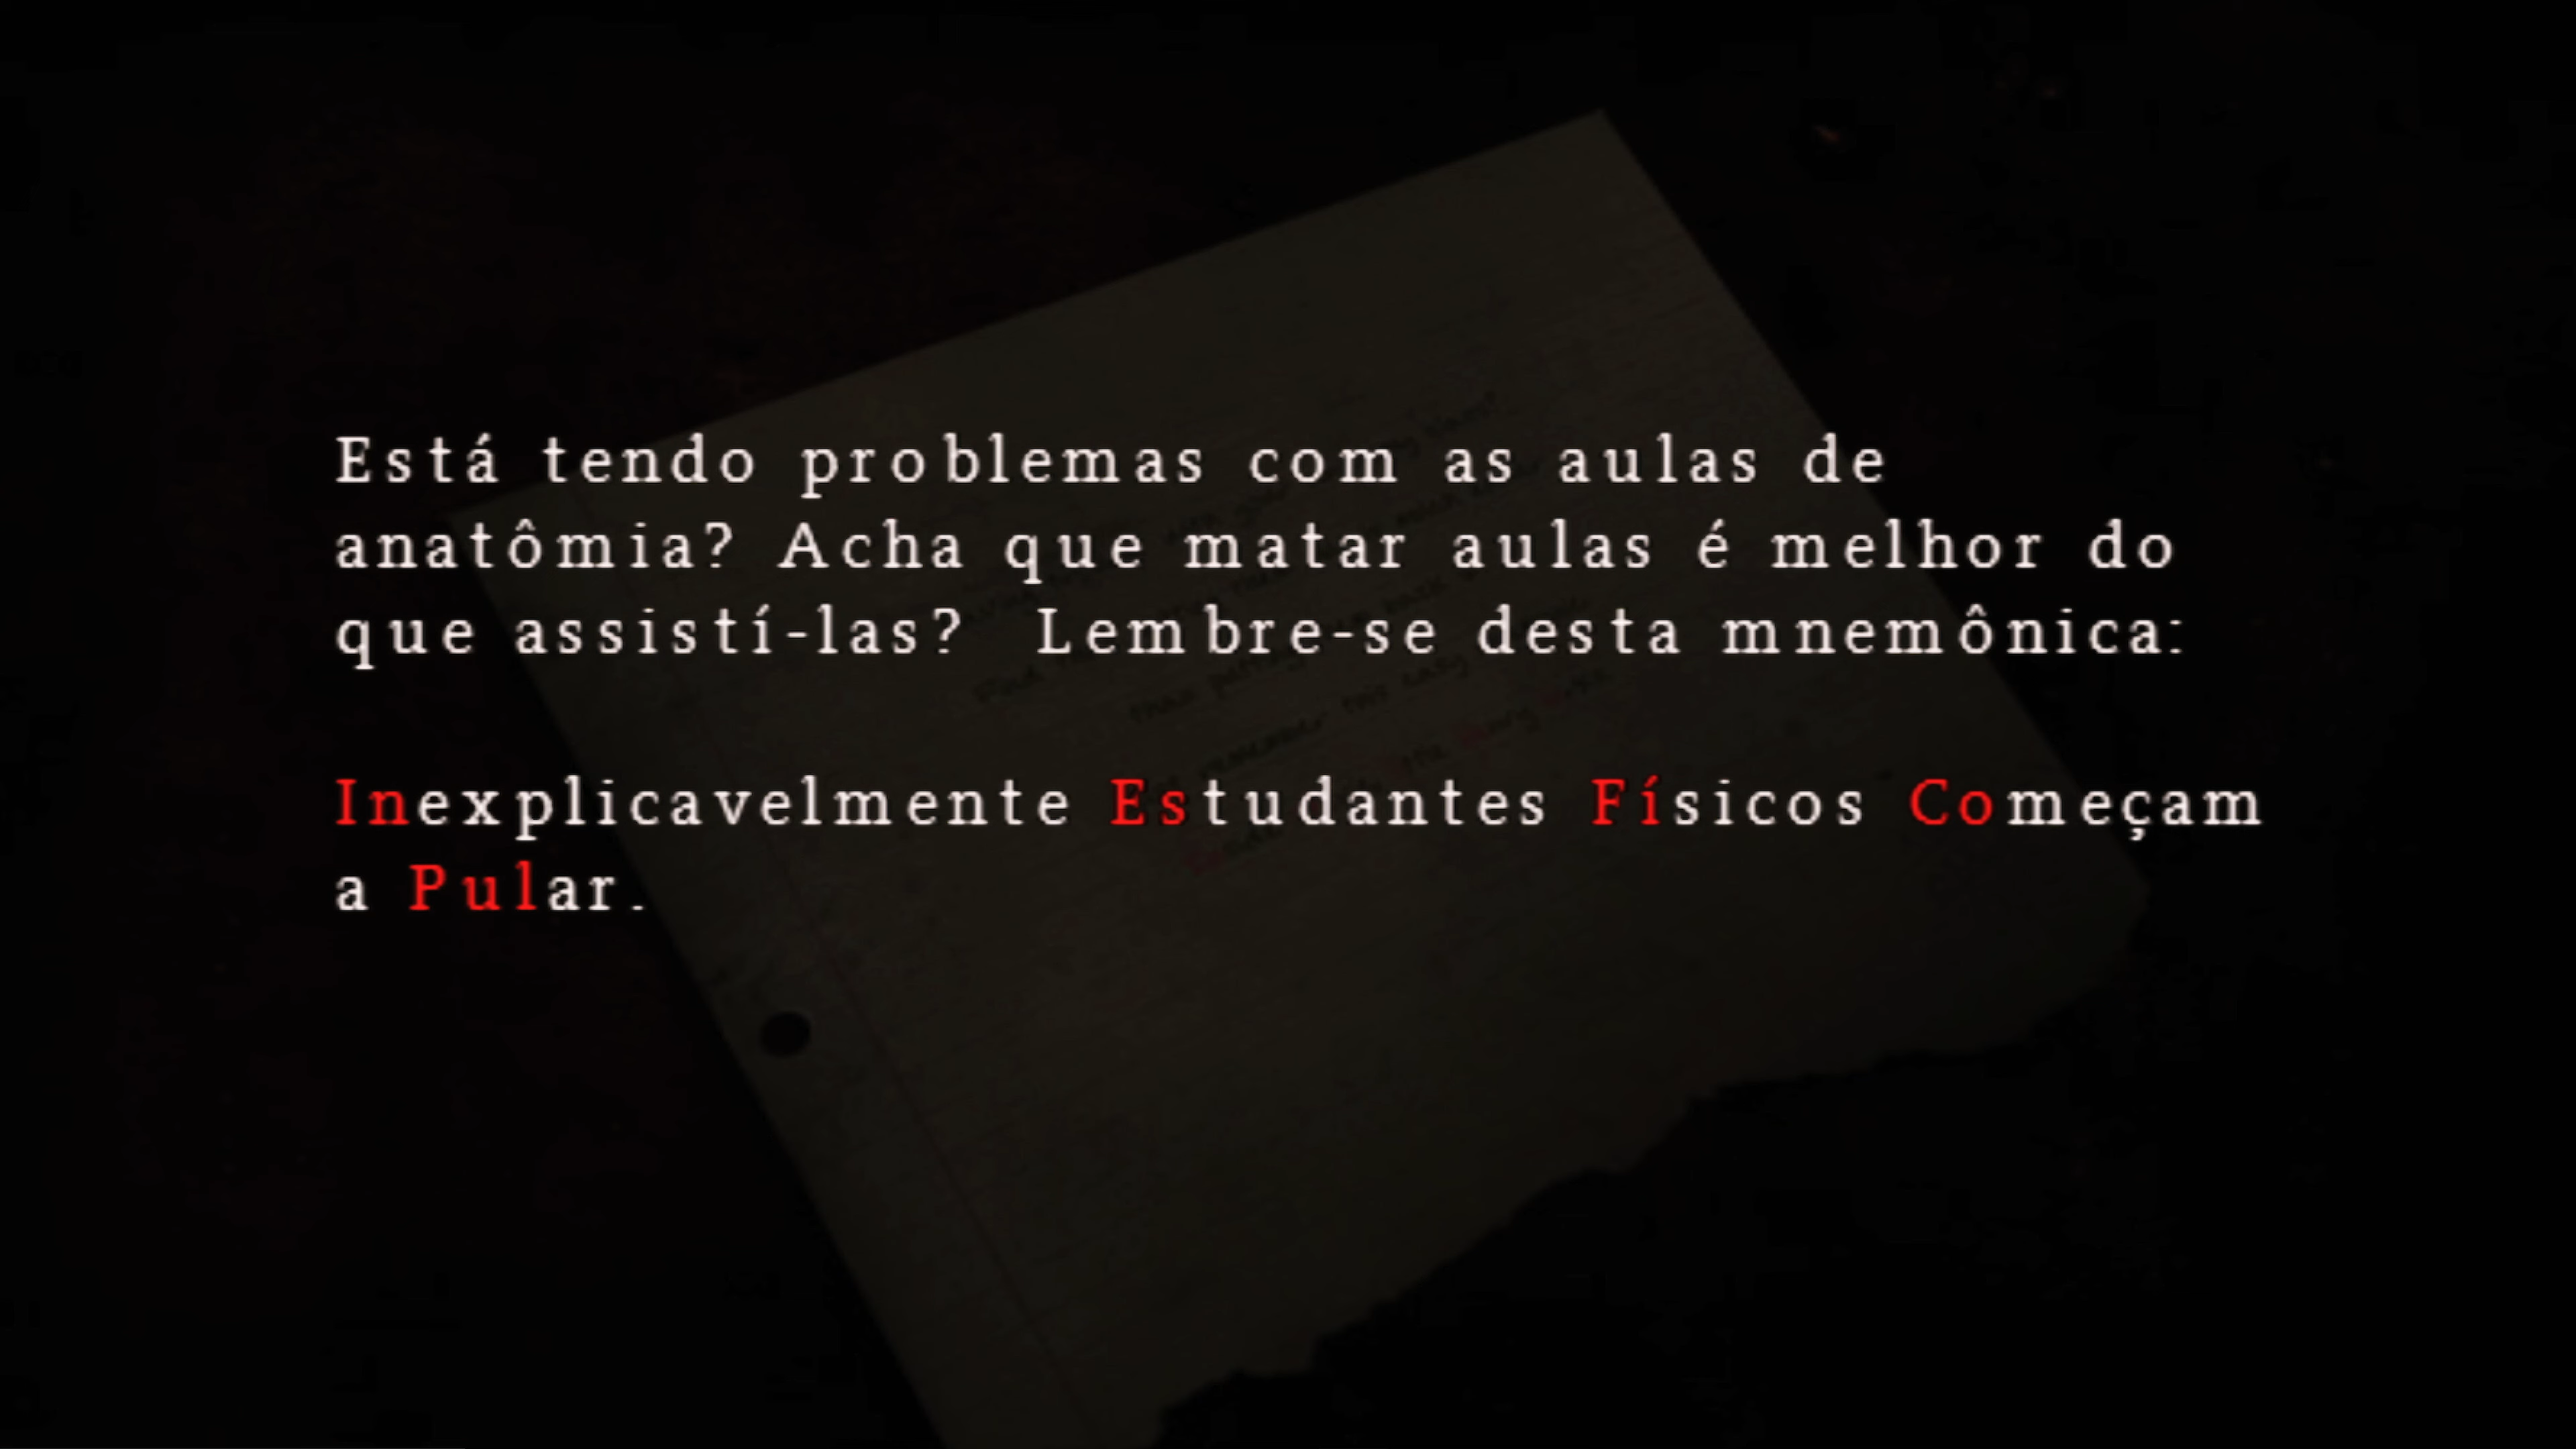 Está tendo problemas com as aulas de
anatômia? Acha que matar aulas é melhor do
que assistí-las? Lembre-se desta mnemônica:
Inexplicavelmente Estudantes Físicos Começam
a Pular.